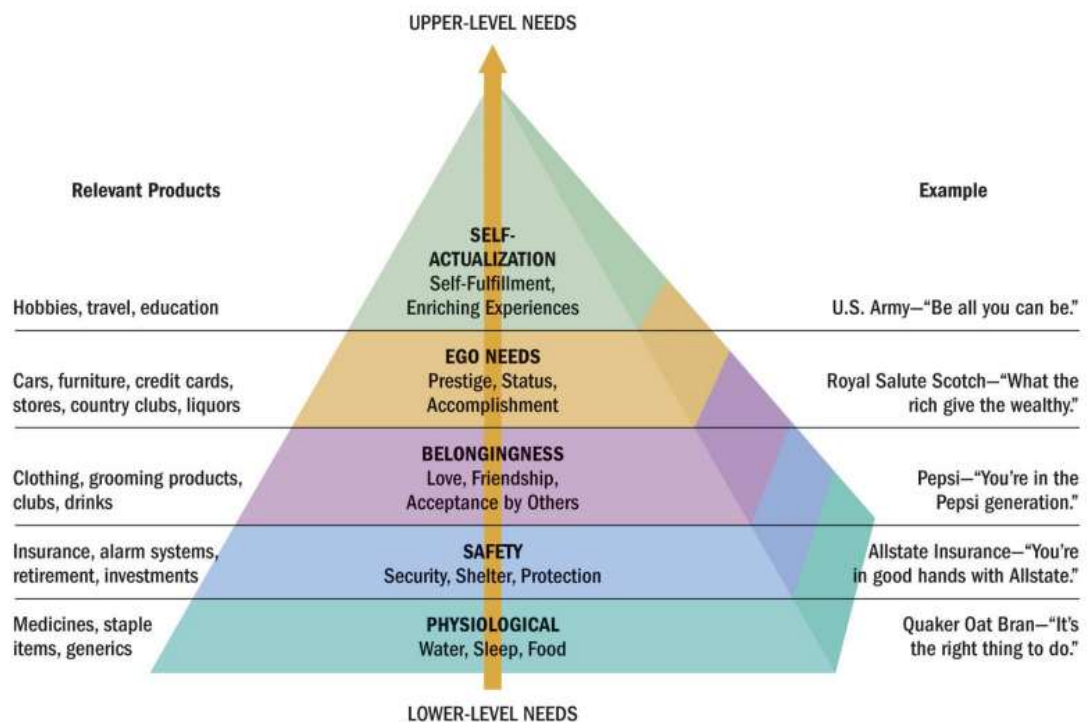 UPPER-LEVEL NEEDS
Relevant Products
Example
SELF-
ACTUALIZATION
Self-Fulfillment,
Enriching Experiences
Hobbies, travel, education
U.S. Army—“Be all you can be.”
EGO NEEDS
Prestige, Status,
Accomplishment
Cars, furniture, credit cards,
stores, country clubs, liquors
Royal Salute Scotch—“What the
rich give the wealthy.”
BELONGINGNESS
Love, Friendship,
Acceptance by Others
Clothing, grooming products,
clubs, drinks
Pepsi—“You’re in the
Pepsi generation.”
SAFETY
Security, Shelter, Protection
Insurance, alarm systems,
retirement, investments
Allstate Insurance—“You’re
in good hands with Allstate.”
PHYSIOLOGICAL
Water, Sleep, Food
Medicines, staple
items, generics
Quaker Oat Bran—“It’s
the right thing to do.”
LOWER-LEVEL NEEDS